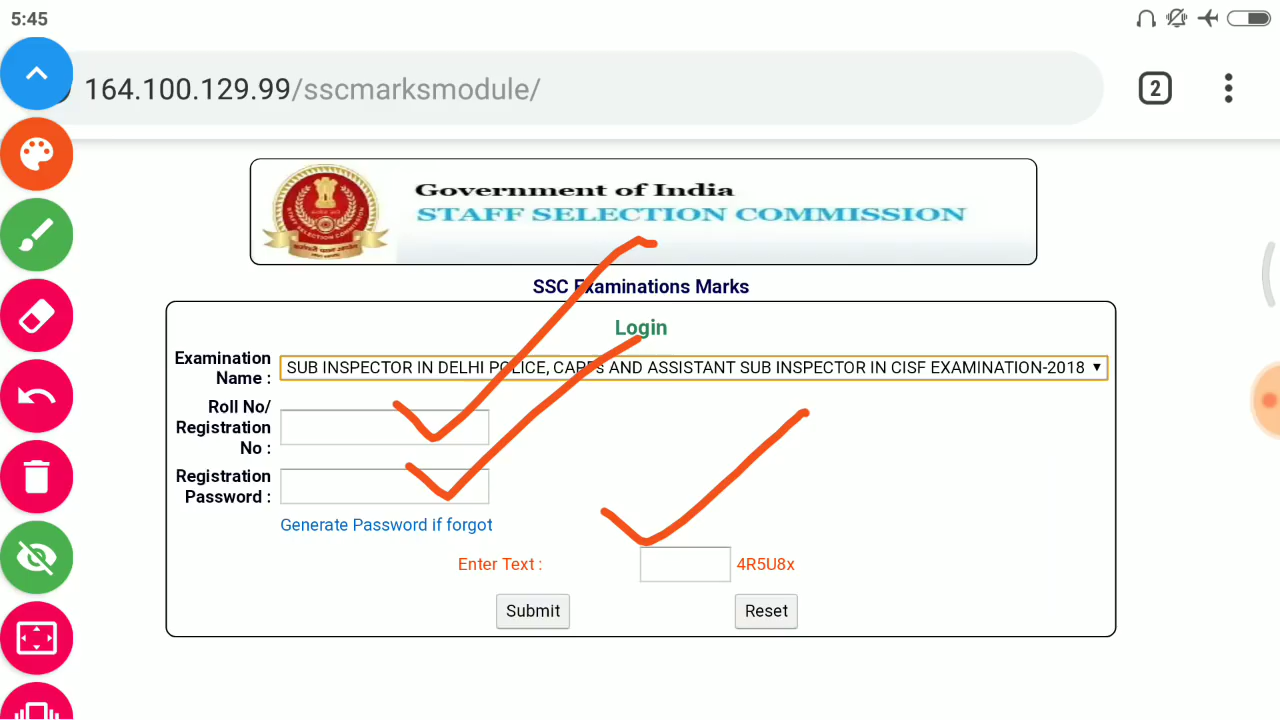 5:45
164.100.129.99/sscmarksmodule/
2
Government of India
STAFF SELECTION COMMISSION
SSC Examinations Marks
Login
Examination Name :
SUB INSPECTOR IN DELHI POLICE, CAPFs AND ASSISTANT SUB INSPECTOR IN CISF EXAMINATION-2018
Roll No/
Registration
No :
Registration
Password :
Generate Password if forgot
Enter Text : 4R5U8x
Submit Reset